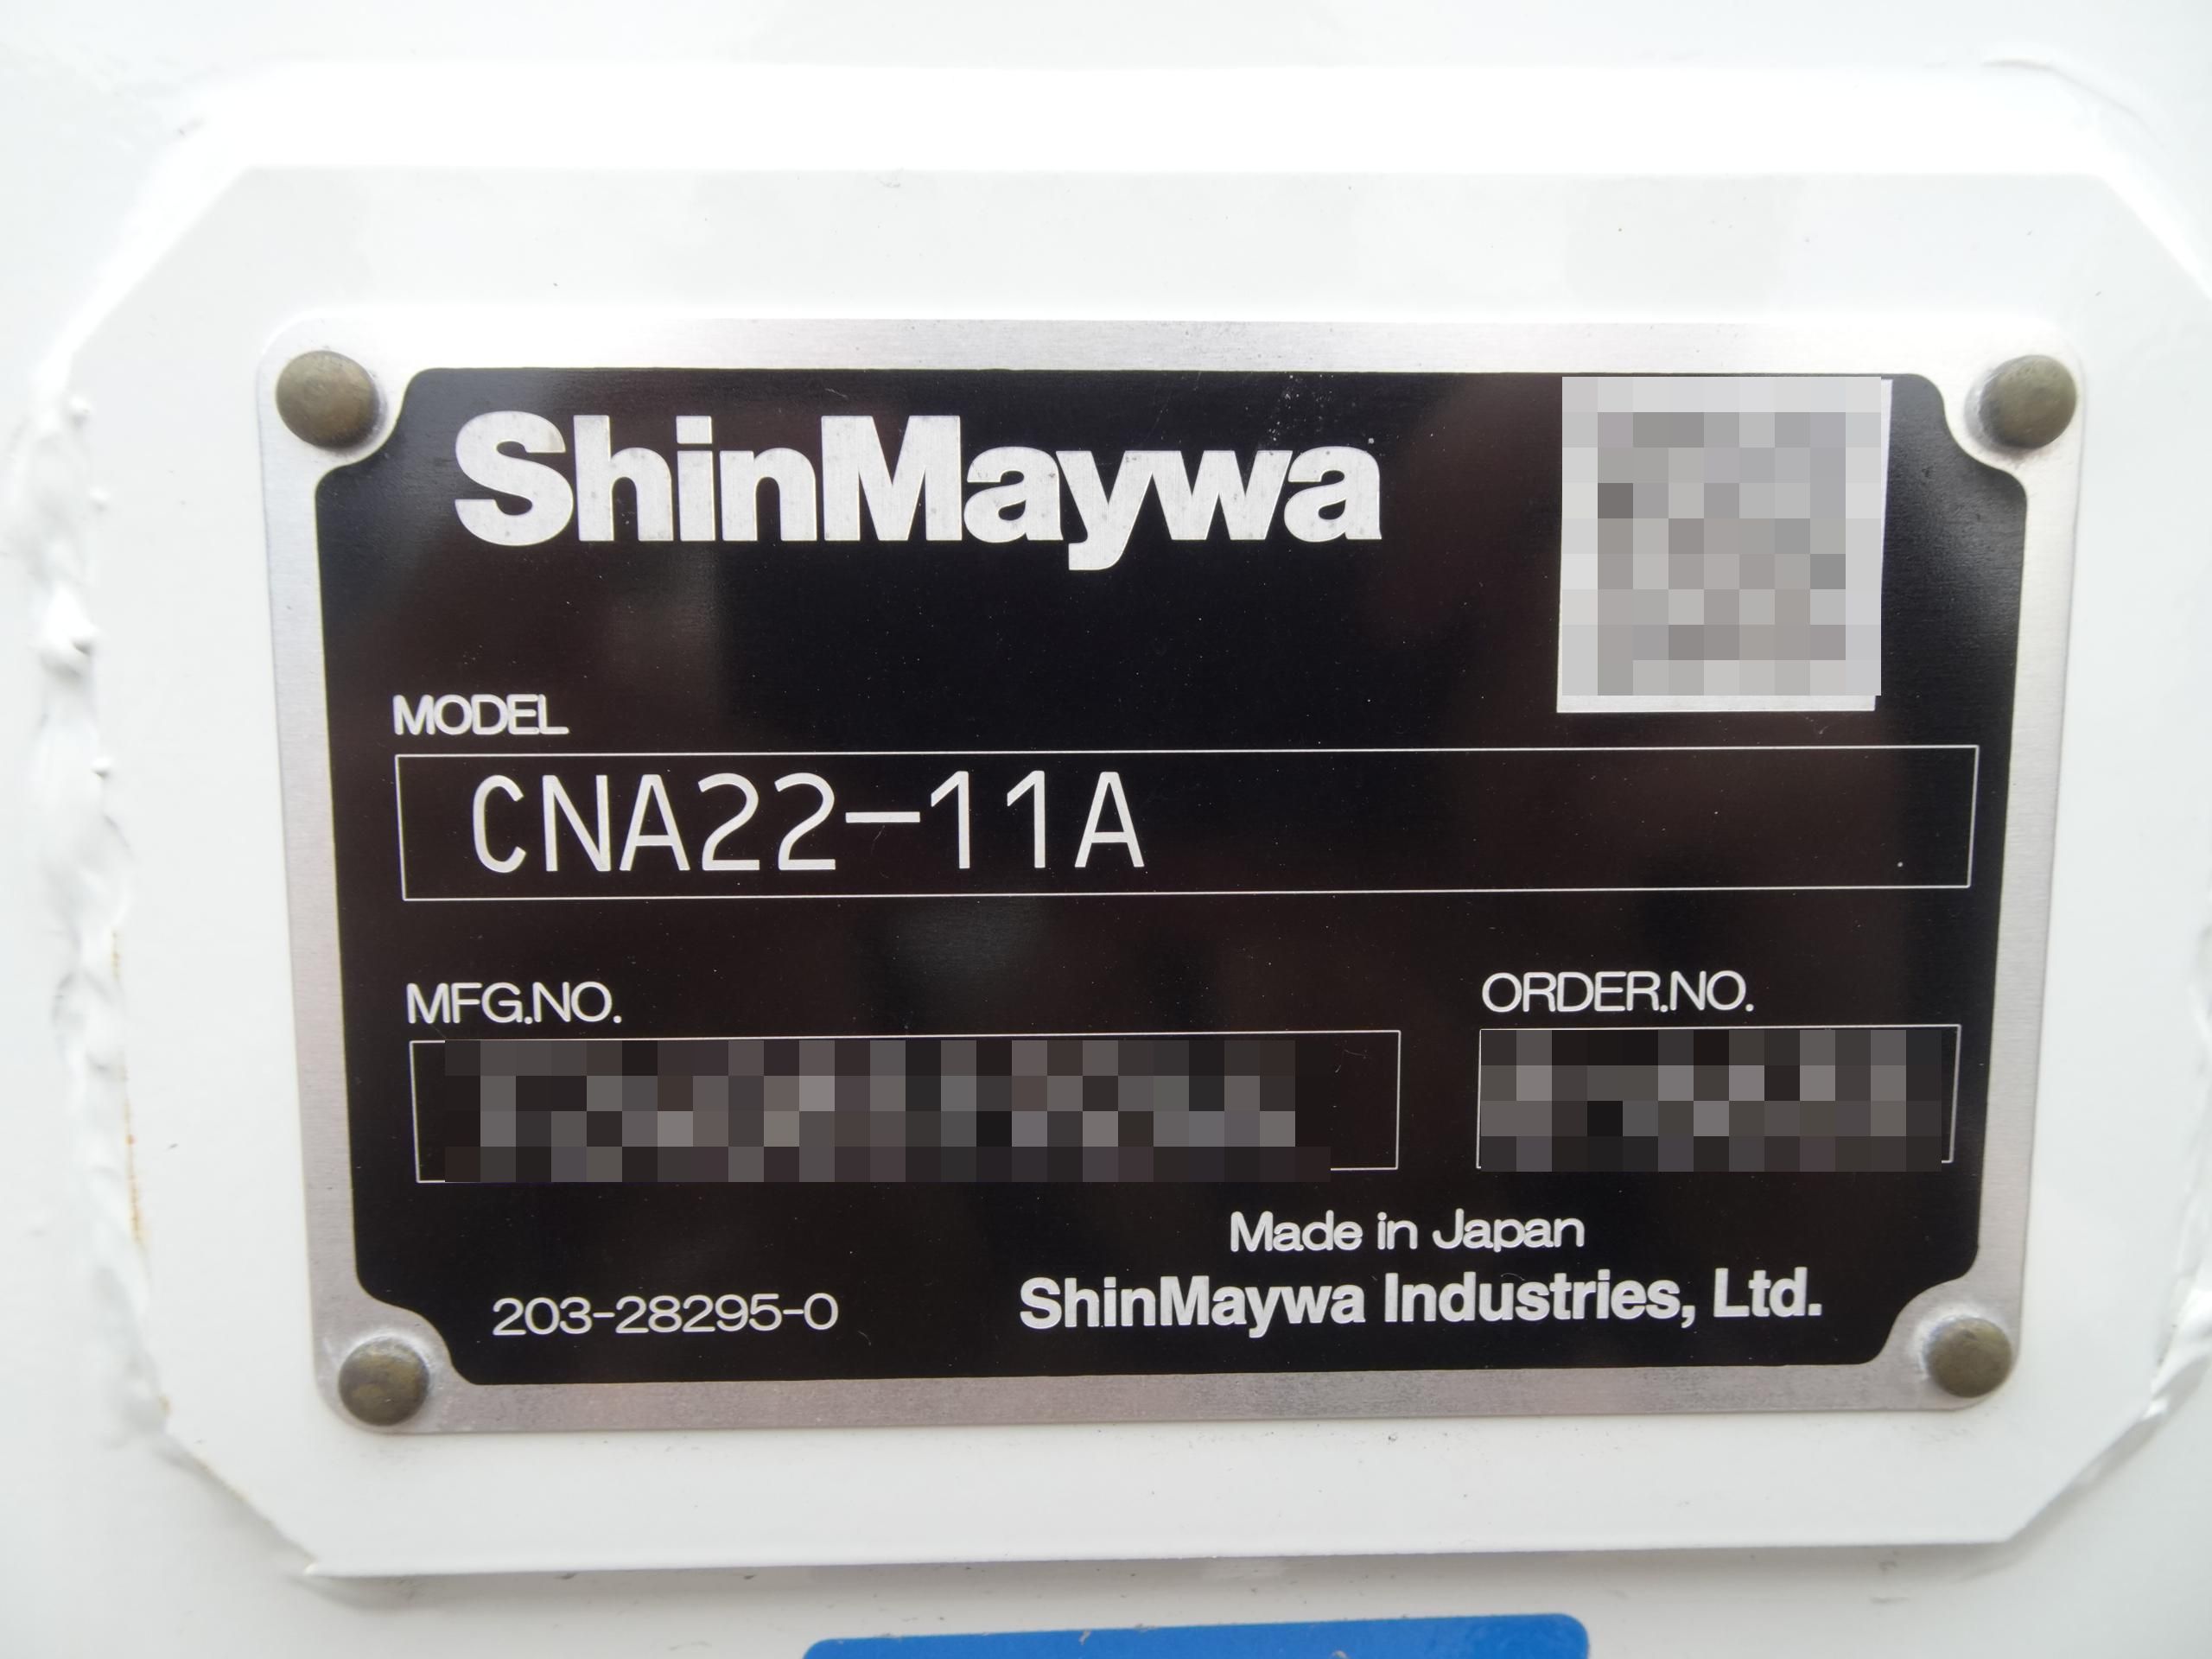 ShinMaywa
MODEL
CNA22-11A
MFG.NO.
ORDER.NO.
Made in Japan
203-28295-0
ShinMaywa Industries, Ltd.